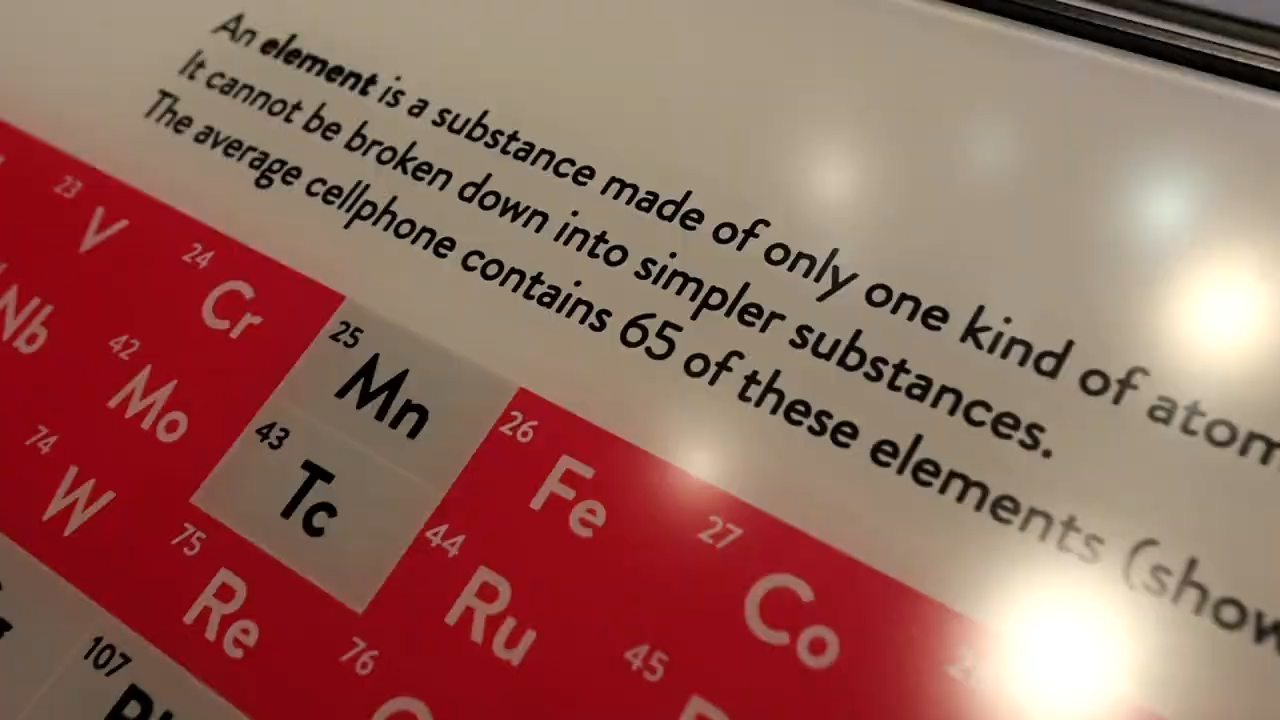 An element is a substance made of only one kind of atom
It cannot be broken down into simpler substances.
The average cellphone contains 65 of these elements (show
23
V
24
Cr
25
Mn
26
Fe
27
Co
Nb
42
Mo
43
Tc
44
Ru
45
74
W
75
Re
76
107